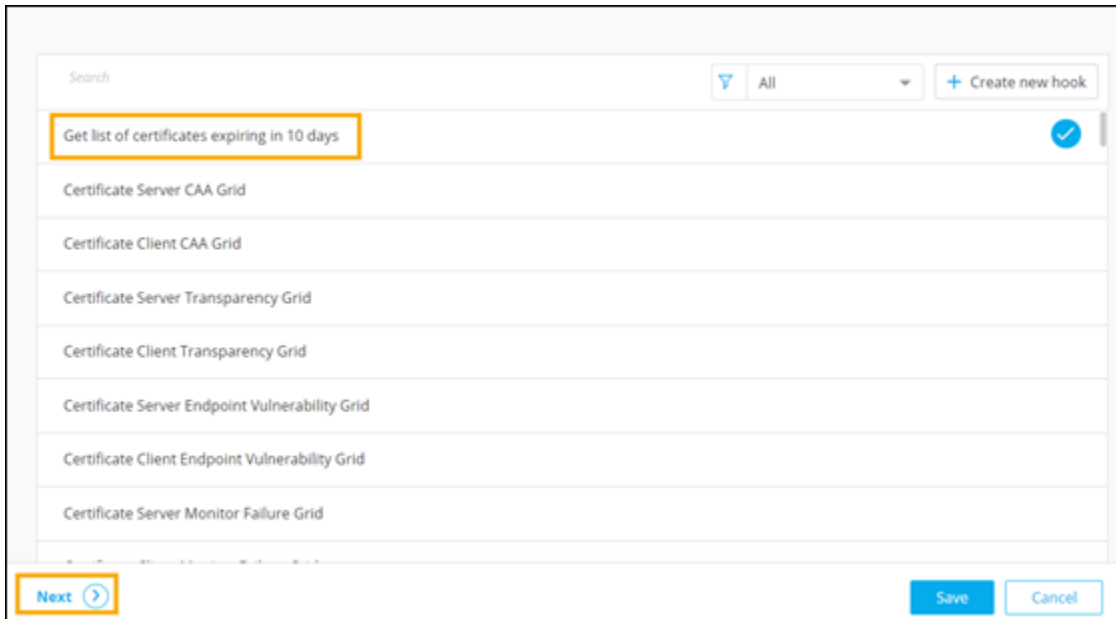 Search
All
+ Create new hook
Get list of certificates expiring in 10 days
Certificate Server CAA Grid
Certificate Client CAA Grid
Certificate Server Transparency Grid
Certificate Client Transparency Grid
Certificate Server Endpoint Vulnerability Grid
Certificate Client Endpoint Vulnerability Grid
Certificate Server Monitor Failure Grid
Next
Save
Cancel